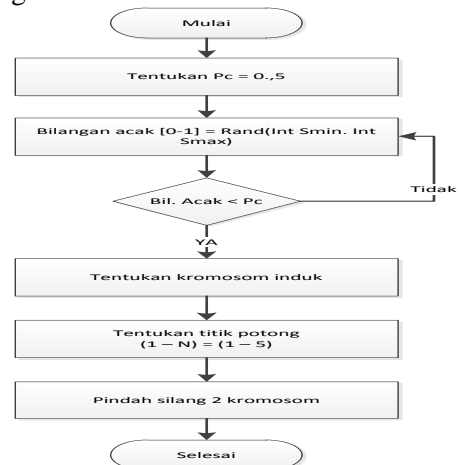 g
Mulai
Tentukan Pc = 0.,5
Bilangan acak [0-1] = Rand(Int Smin. Int
Smax)
Bil. Acak < Pc
Tidak
YA
Tentukan kromosom induk
Tentukan titik potong
(1 – N) = (1 – 5)
Pindah silang 2 kromosom
Selesai